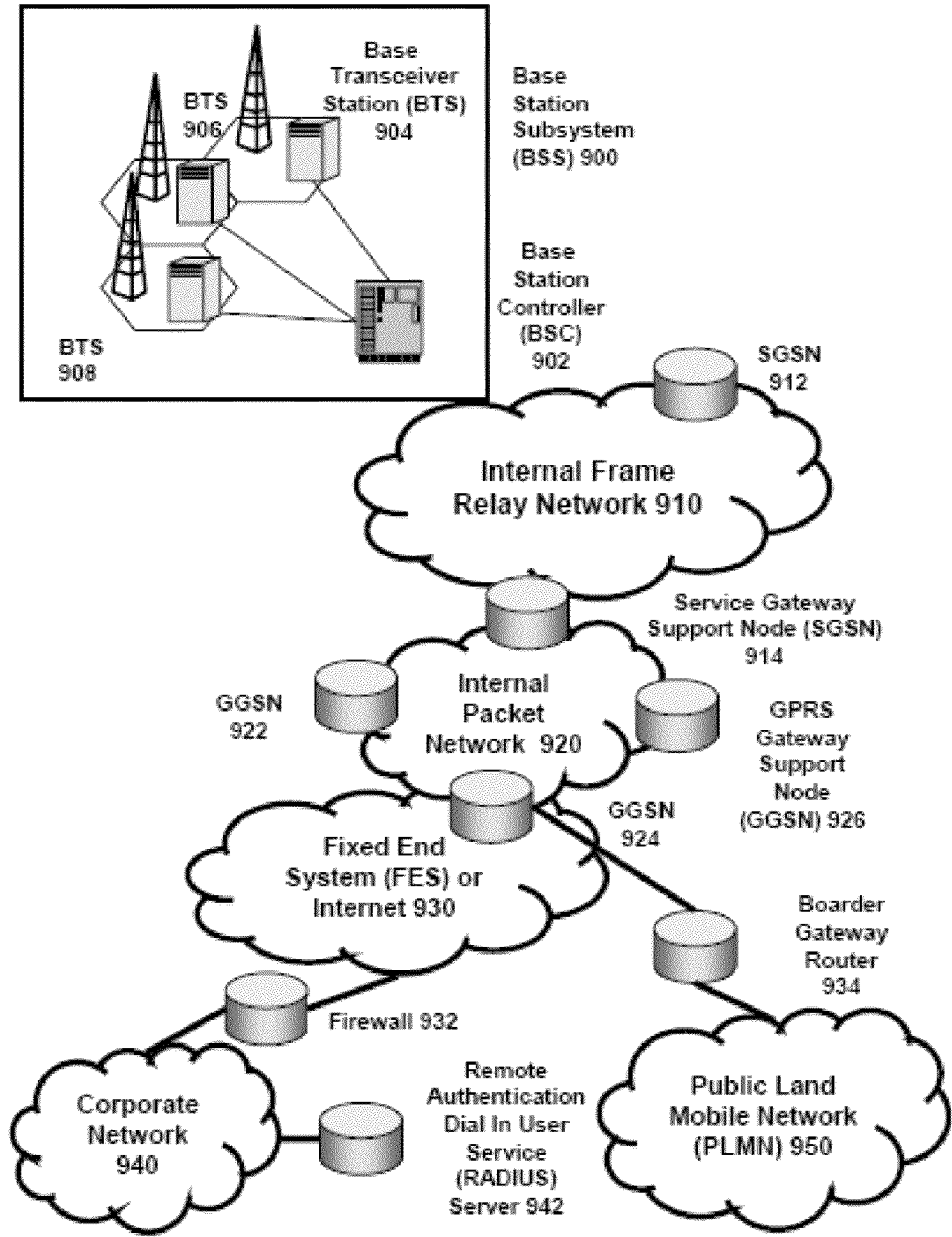 Base
Transceiver
Station (BTS)
904
BTS
906
BTS
908
Base
Station
Subsystem
(BSS) 900
Base
Station
Controller
(BSC)
902
SGSN
912
Internal Frame
Relay Network 910
Service Gateway
Support Node (SGSN)
914
GGSN
922
Internal
Packet
Network 920
GPRS
Gateway
Support
Node
(GGSN) 926
GGSN
924
Fixed End
System (FES) or
Internet 930
Boarder
Gateway
Router
934
Firewall 932
Corporate
Network
940
Remote
Authentication
Dial In User
Service
(RADIUS)
Server 942
Public Land
Mobile Network
(PLMN) 950